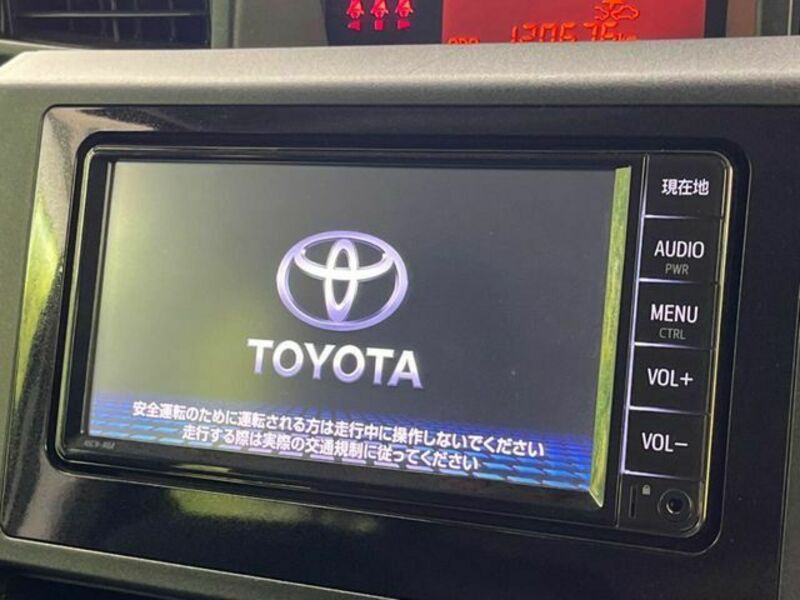 ODO 130675km
現在地
AUDIO
PWR
MENU
CTRL
VOL+
VOL-
TOYOTA
安全運転のために運転される方は走行中に操作しないでください
走行する際は実際の交通規制に従ってください